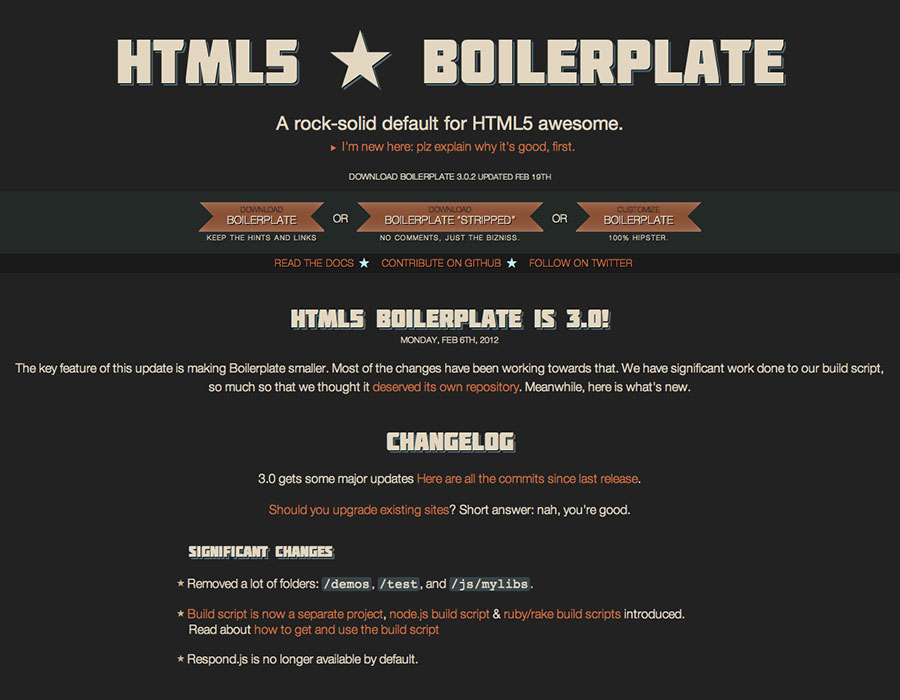 HTML5 ★ BOILERPLATE
A rock-solid default for HTML5 awesome.
▸ I'm new here: plz explain why it's good, first.
DOWNLOAD BOILERPLATE 3.0.2 UPDATED FEB 19TH
DOWNLOAD BOILERPLATE OR DOWNLOAD BOILERPLATE "STRIPPED" OR CUSTOMIZE BOILERPLATE
KEEP THE HINTS AND LINKS NO COMMENTS, JUST THE BIZNISS. 100% HIPSTER.
READ THE DOCS ★ CONTRIBUTE ON GITHUB ★ FOLLOW ON TWITTER
HTML5 BOILERPLATE IS 3.0!
MONDAY, FEB 6TH, 2012
The key feature of this update is making Boilerplate smaller. Most of the changes have been working towards that. We have significant work done to our build script,
so much so that we thought it deserved its own repository. Meanwhile, here is what's new.
CHANGELOG
3.0 gets some major updates Here are all the commits since last release.
Should you upgrade existing sites? Short answer: nah, you're good.
SIGNIFICANT CHANGES
★ Removed a lot of folders: /demos, /test, and /js/mylibs.
★ Build script is now a separate project, node.js build script & ruby/rake build scripts introduced.
Read about how to get and use the build script
★ Respond.js is no longer available by default.